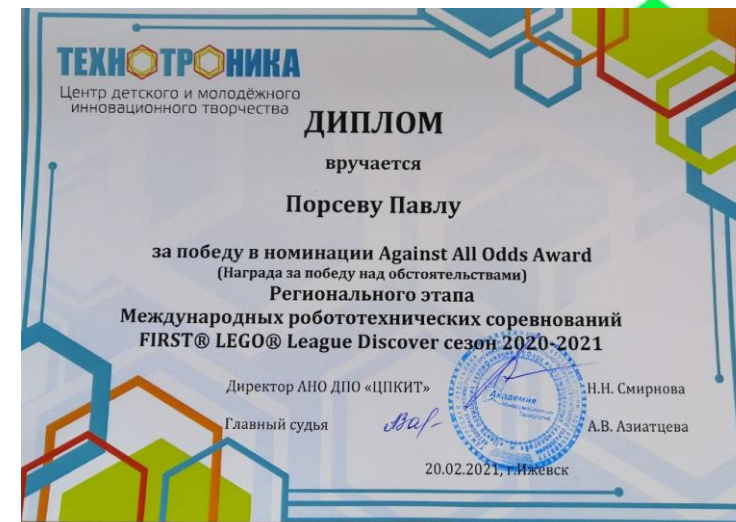 ТЕХНОТРОНИКА
Центр детского и молодёжного
инновационного творчества
ДИПЛОМ
вручается
Порсеву Павлу
за победу в номинации Against All Odds Award
(Награда за победу над обстоятельствами)
Регионального этапа
Международных робототехнических соревнований
FIRST® LEGO® League Discover сезон 2020-2021
Директор АНО ДПО «ЦПКИТ»
Н.Н. Смирнова
Академия
Главный судья
А.В. Азиатцева
20.02.2021, г.Ижевск